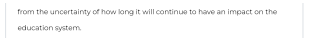 from the uncertainty of how long it will continue to have an impact on the
education system.